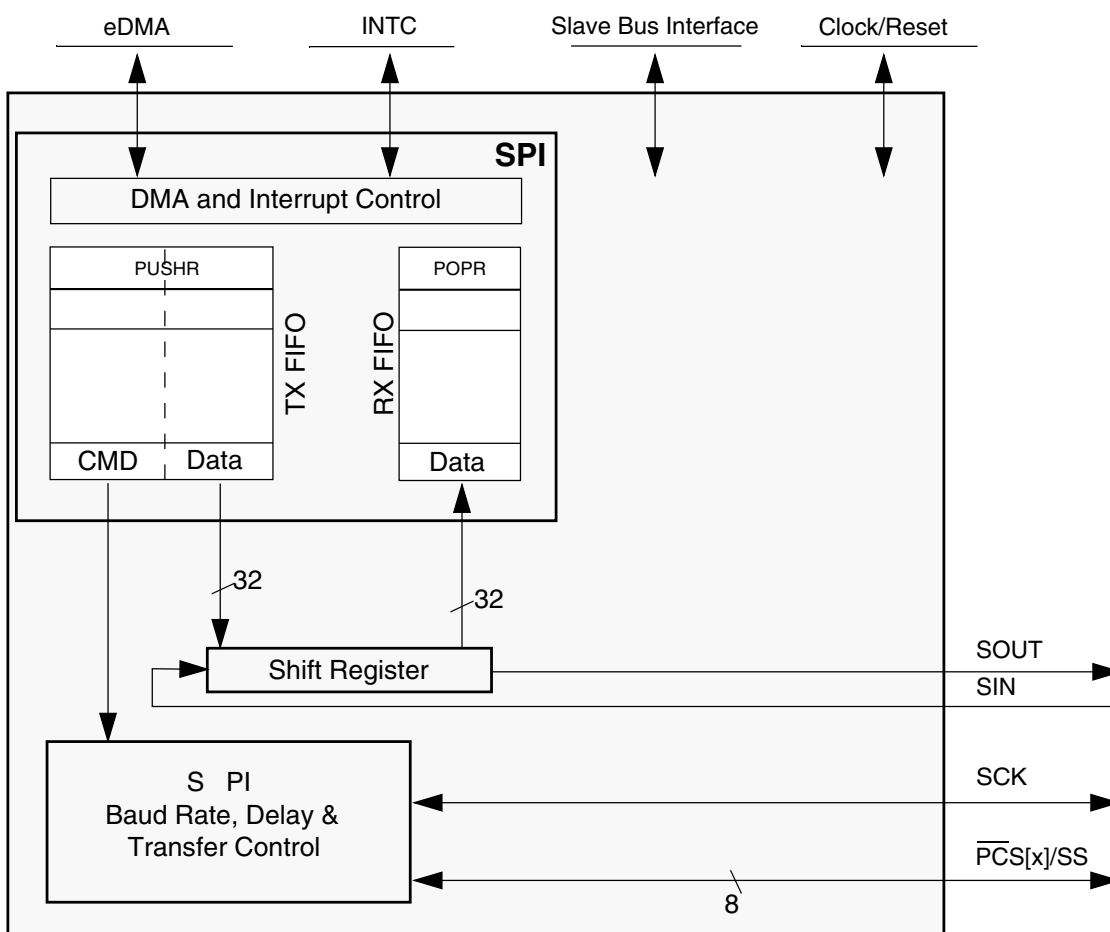 eDMA
INTC
Slave Bus Interface
Clock/Reset
SPI
DMA and Interrupt Control
PUSHR
POPR
TX FIFO
RX FIFO
CMD
Data
Data
32
32
Shift Register
SOUT
SIN
S PI
Baud Rate, Delay &
Transfer Control
SCK
PCS[x]/SS
8